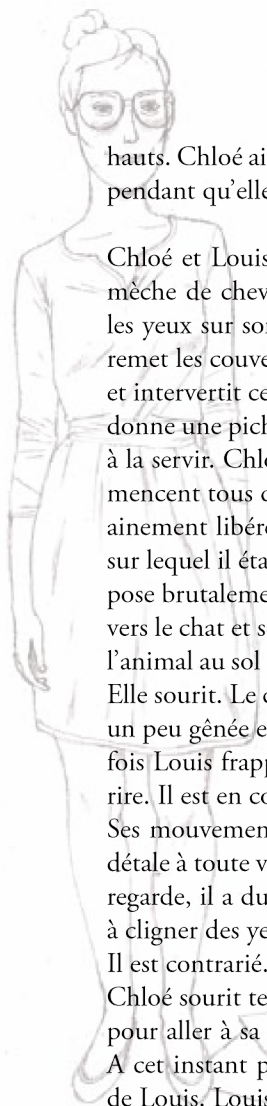 hauts. Chloé ai
pendant qu’elle
Chloé et Louis
mèche de chev
les yeux sur so
remet les couve
et intervertit ce
donne une pich
à la servir. Chlo
mencent tous d
ainement libéré
sur lequel il éta
pose brutaleme
vers le chat et s
l’animal au sol
Elle sourit. Le c
un peu gênée e
fois Louis frapp
rire. Il est en co
Ses mouvemen
détale à toute v
regarde, il a du
à cligner des ye
Il est contrarié.
Chloé sourit te
pour aller à sa
A cet instant p
de Louis. Louis